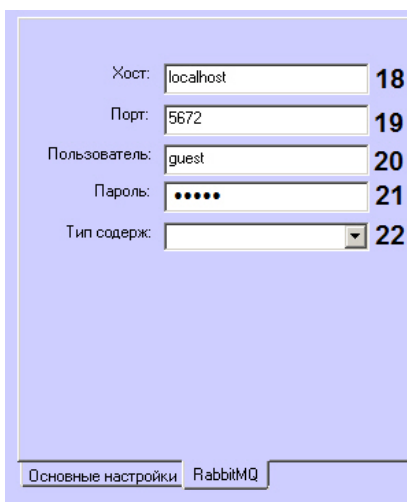 Хост: localhost 18
Порт: 5672 19
Пользователь: guest 20
Пароль: ••••• 21
Тип содерж: 22
Основные настройки RabbitMQ